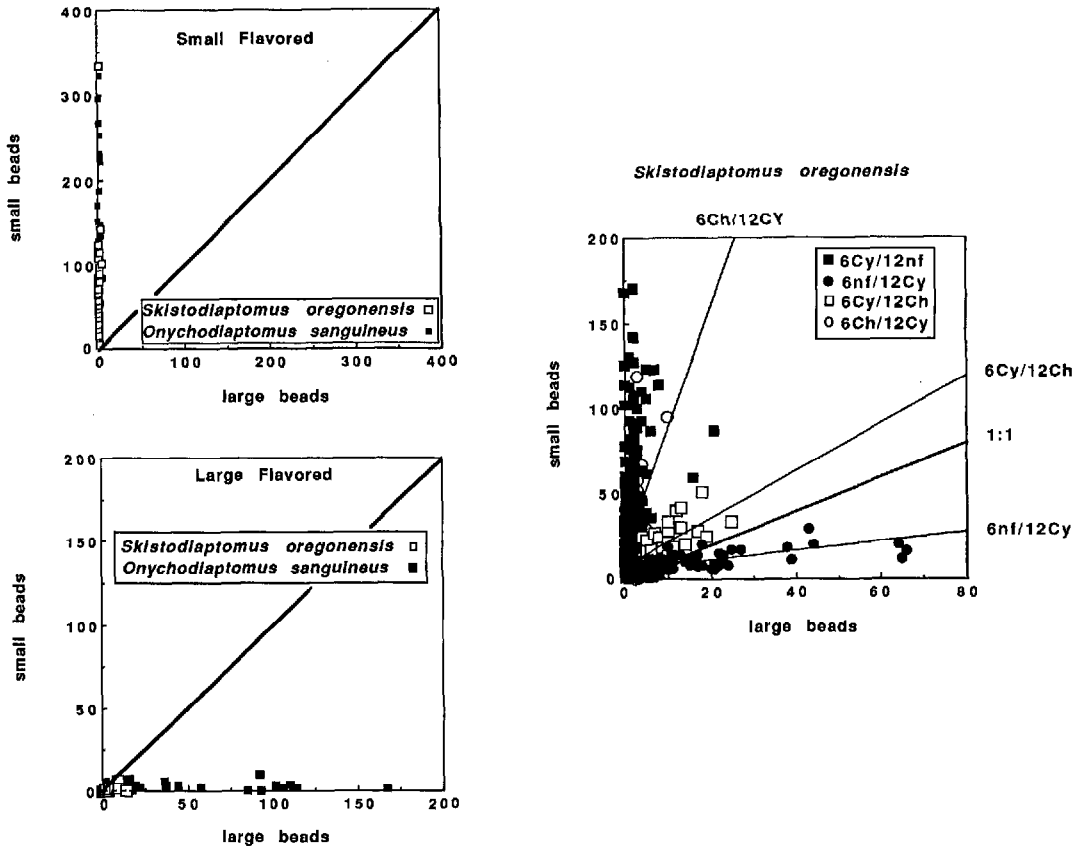 Small Flavored
400
300
200
100
0
small beads
Skistodiaptomus oregonensis
Onychodiaptomus sanguineus
0 100 200 300 400
large beads
Large Flavored
200
150
100
50
0
small beads
Skistodiaptomus oregonensis
Onychodiaptomus sanguineus
0 50 100 150 200
large beads
Skistodiaptomus oregonensis
6Ch/12CY
200
150
100
50
0
small beads
6Cy/12nf
6nf/12Cy
6Cy/12Ch
6Ch/12Cy
6Cy/12Ch
1:1
6nf/12Cy
0 20 40 60 80
large beads